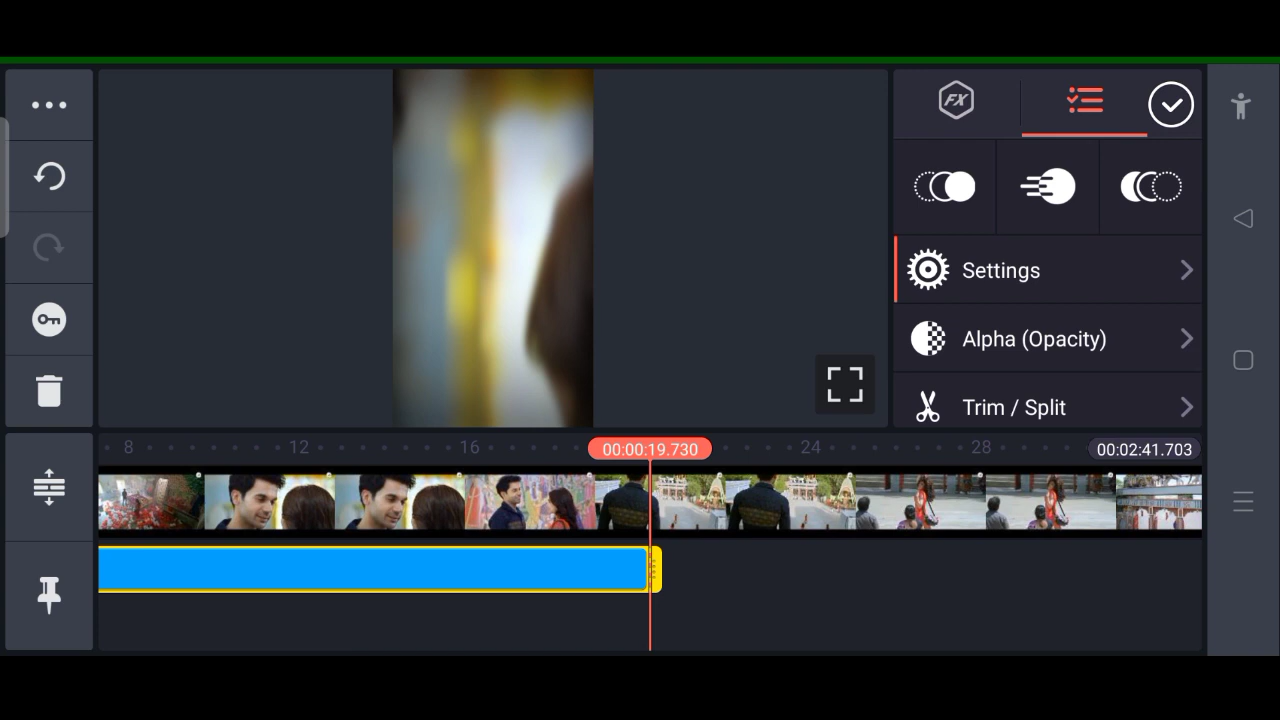 FX
Settings
Alpha (Opacity)
Trim / Split
8
12
16
00:00:19.730
24
28
00:02:41.703